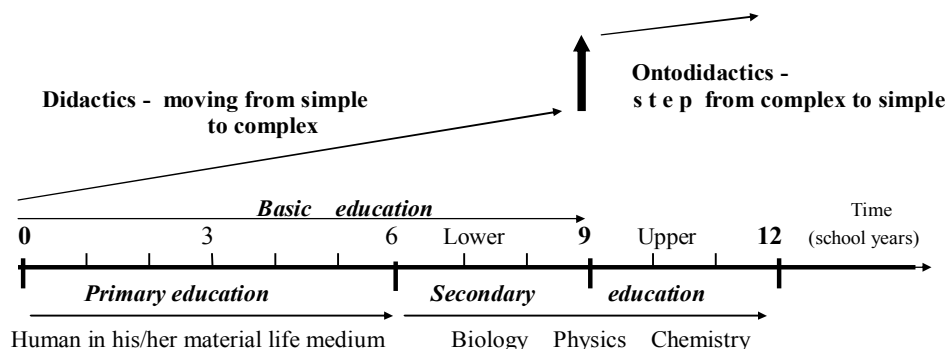 Ontodidactics -
s t e p from complex to simple
Didactics - moving from simple
to complex
Basic education
Time
0 3 6 Lower 9 Upper 12 (school years)
Primary education Secondary education
Human in his/her material life medium Biology Physics Chemistry